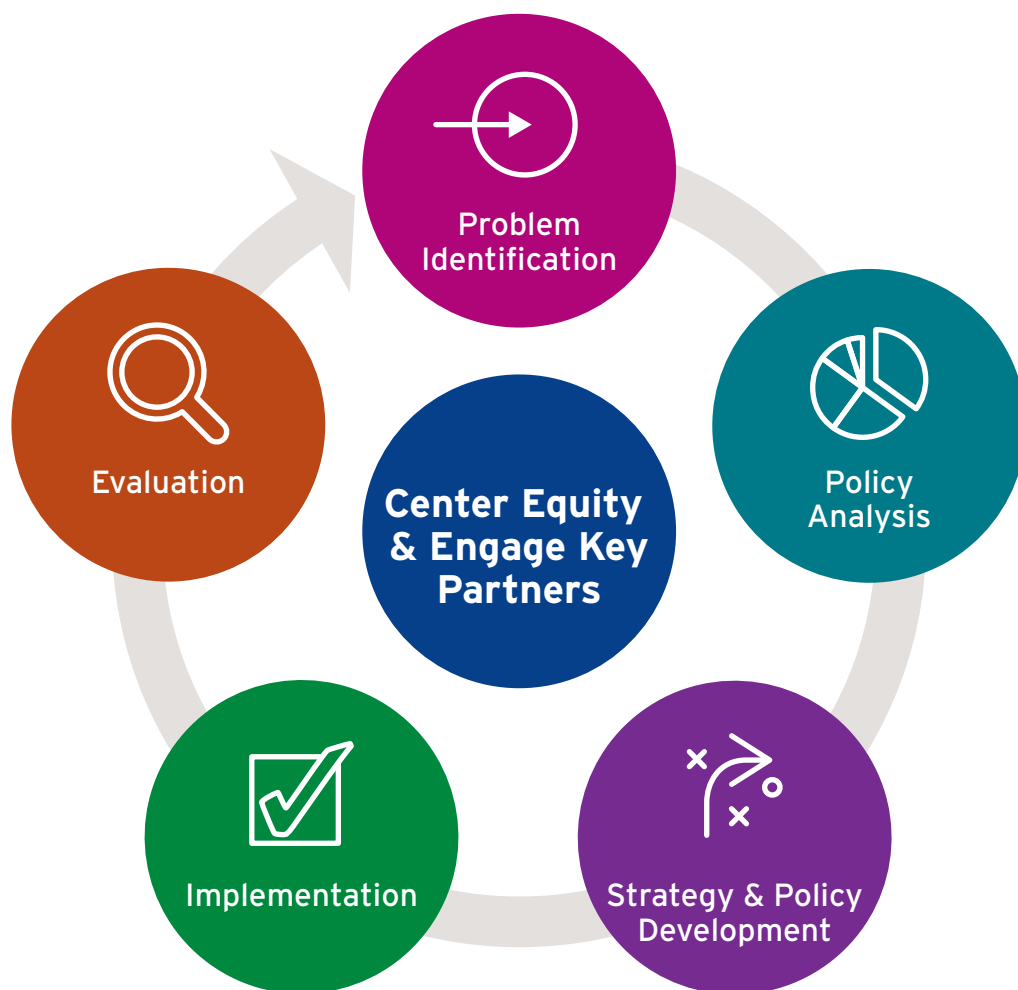 Problem
Identification
Policy
Analysis
Strategy & Policy
Development
Implementation
Evaluation
Center Equity
& Engage Key
Partners